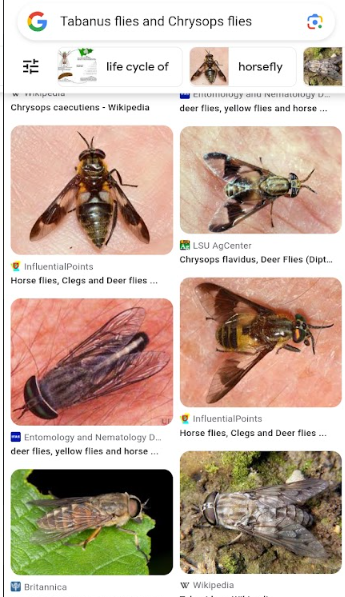 Tabanus flies and Chrysops flies
life cycle of
horsefly
Wikipedia
Chrysops caecutiens - Wikipedia
Entomology and Nematology D...
deer flies, yellow flies and horse ...
InfluentialPoints
Horse flies, Clegs and Deer flies ...
LSU AgCenter
Chrysops flavidus, Deer Flies (Dipt...
Entomology and Nematology D...
deer flies, yellow flies and horse ...
InfluentialPoints
Horse flies, Clegs and Deer flies ...
Britannica
W Wikipedia